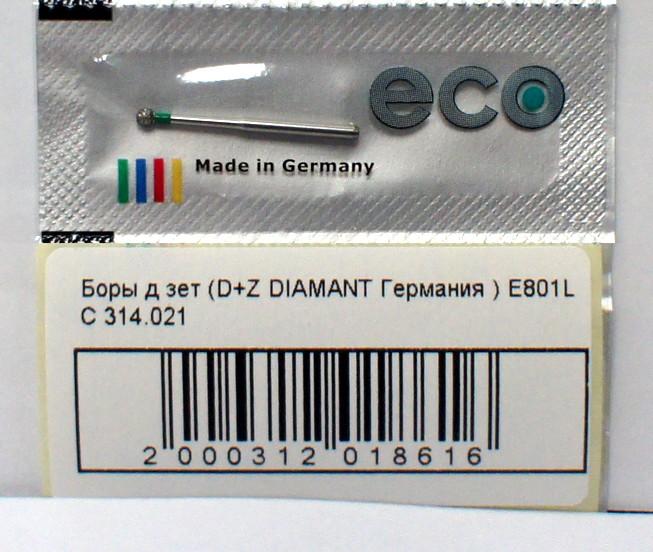 eco
Made in Germany
Боры д зет (D+Z DIAMANT Германия ) E801L
C 314.021
2 000312 018616